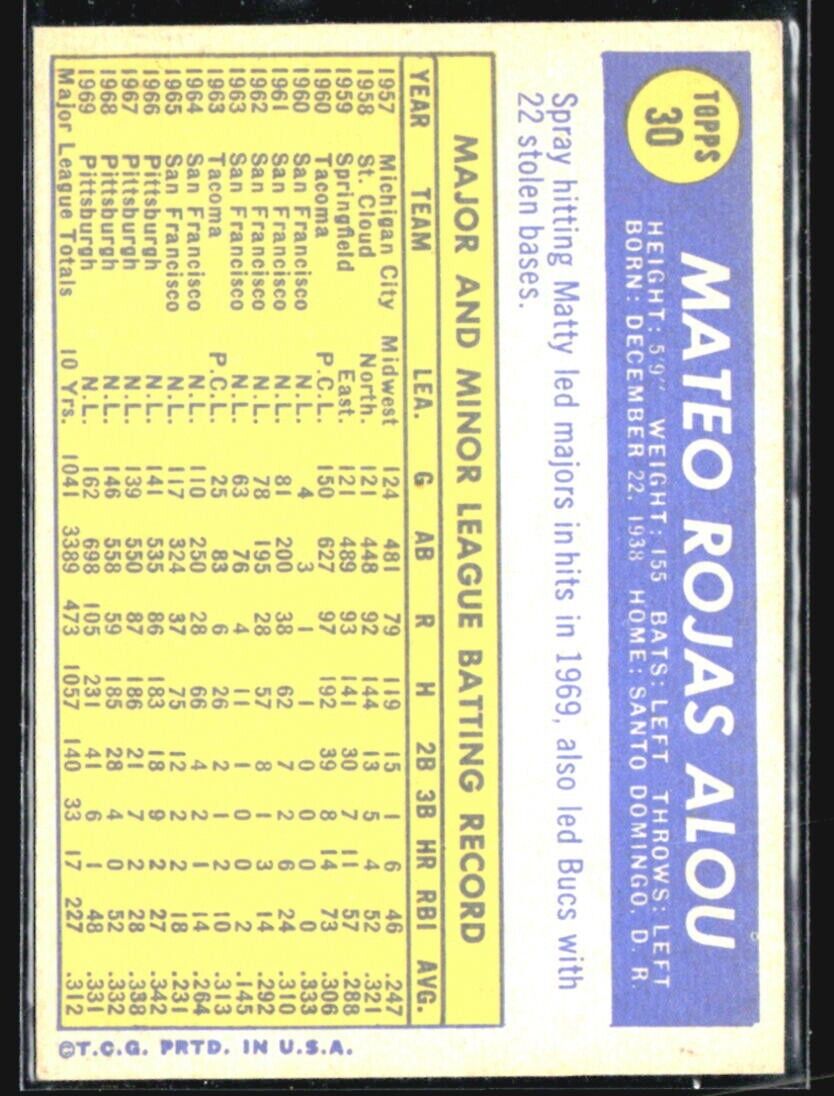 TOPPS
30
MATEO ROJAS ALOU
HEIGHT: 5'9" WEIGHT: 155 BATS: LEFT THROWS: LEFT
BORN: DECEMBER 22, 1938 HOME: SANTO DOMINGO, D. R.
Spray hitting Matty led majors in hits in 1969, also led Bucs with
22 stolen bases.
MAJOR AND MINOR LEAGUE BATTING RECORD
YEAR TEAM LEA. G AB R H 2B 3B HR RBI AVG.
1957 Michigan City Midwest 124 481 79 119 15 1 6 46 .247
1958 St. Cloud North. 121 448 92 144 13 5 4 52 .321
1959 Springfield East. 121 489 93 141 30 7 11 57 .288
1960 Tacoma P.C.L. 150 627 97 192 39 8 14 73 .306
1960 San Francisco N.L. 4 3 1 1 0 0 0 0 .333
1961 San Francisco N.L. 81 200 38 62 7 2 6 24 .310
1962 San Francisco N.L. 78 195 28 57 8 1 3 14 .292
1963 San Francisco N.L. 63 76 4 11 1 0 0 2 .145
1963 Tacoma P.C.L. 25 83 6 26 2 1 2 10 .313
1964 San Francisco N.L. 110 250 28 66 4 2 1 14 .264
1965 San Francisco N.L. 117 324 37 75 12 2 2 18 .231
1966 Pittsburgh N.L. 141 535 86 183 18 9 2 27 .342
1967 Pittsburgh N.L. 139 550 87 186 21 7 2 28 .338
1968 Pittsburgh N.L. 146 558 59 185 28 4 0 52 .332
1969 Pittsburgh N.L. 162 698 105 231 41 6 1 48 .331
Major League Totals 10 Yrs. 1041 3389 473 1057 140 33 17 227 .312
©T.C.G. PRTD. IN U.S.A.